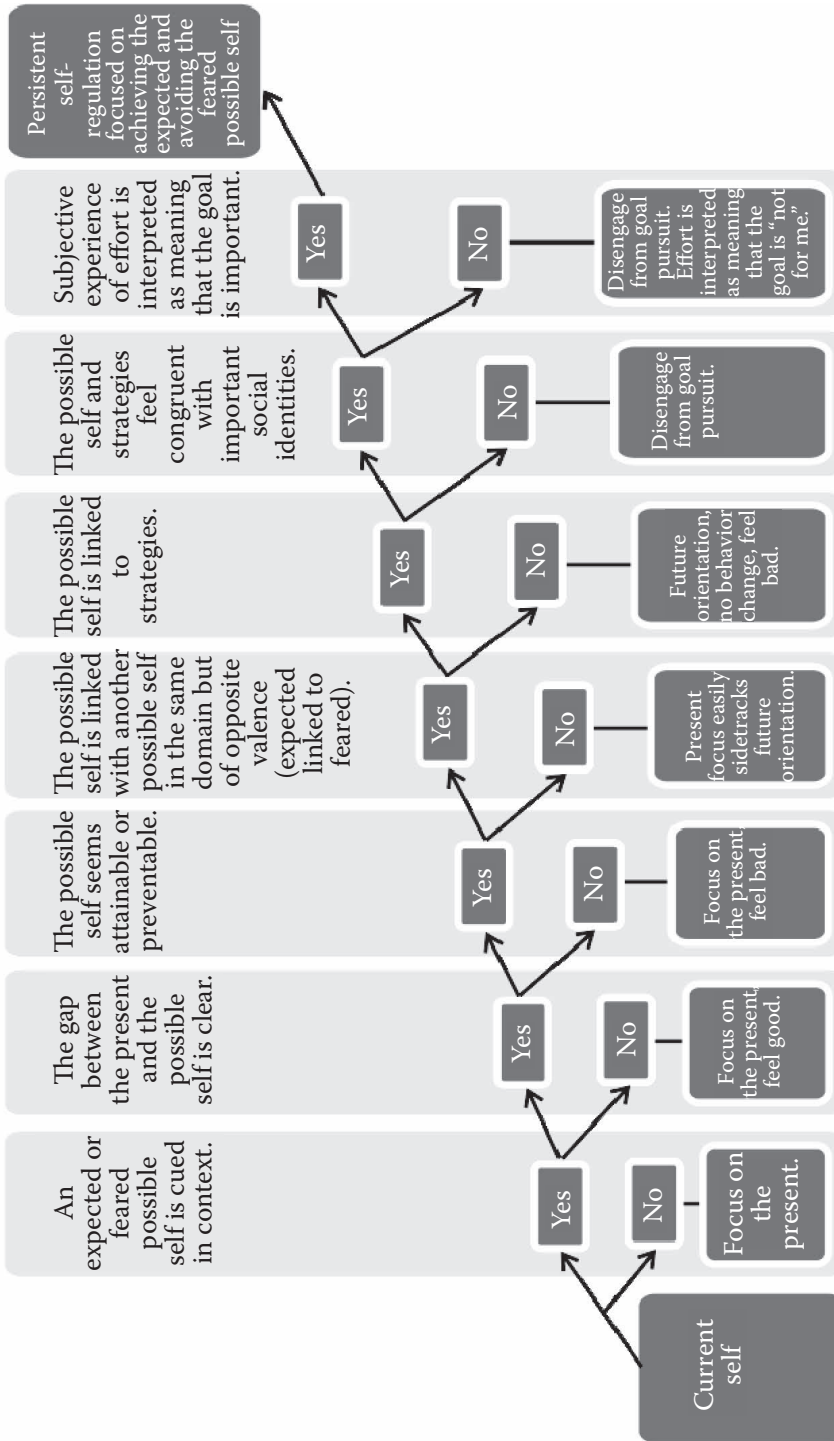 Current
self
An
expected or
feared
possible
self is cued
in context.
Yes
No
Focus on
the
present.
The gap
between
the present
and the
possible
self is clear.
Yes
No
Focus on
the present,
feel good.
The possible
self seems
attainable or
preventable.
Yes
No
Focus on
the present,
feel bad.
The possible
self is linked
with another
possible self
in the same
domain but
of opposite
valence
(expected
linked to
feared).
Yes
No
Present
focus easily
sidetracks
future
orientation.
The possible
self is linked
to
strategies.
Yes
No
Future
orientation,
no behavior
change, feel
bad.
The possible
self and
strategies
feel
congruent
with
important
social
identities.
Yes
No
Disengage
from goal
pursuit.
Subjective
experience
of effort is
interpreted
as meaning
that the goal
is important.
Yes
No
Disengage
from goal
pursuit.
Effort is
interpreted
as meaning
that the
goal is “not
for me.”
Persistent
self-
regulation
focused on
achieving the
expected and
avoiding the
feared
possible self